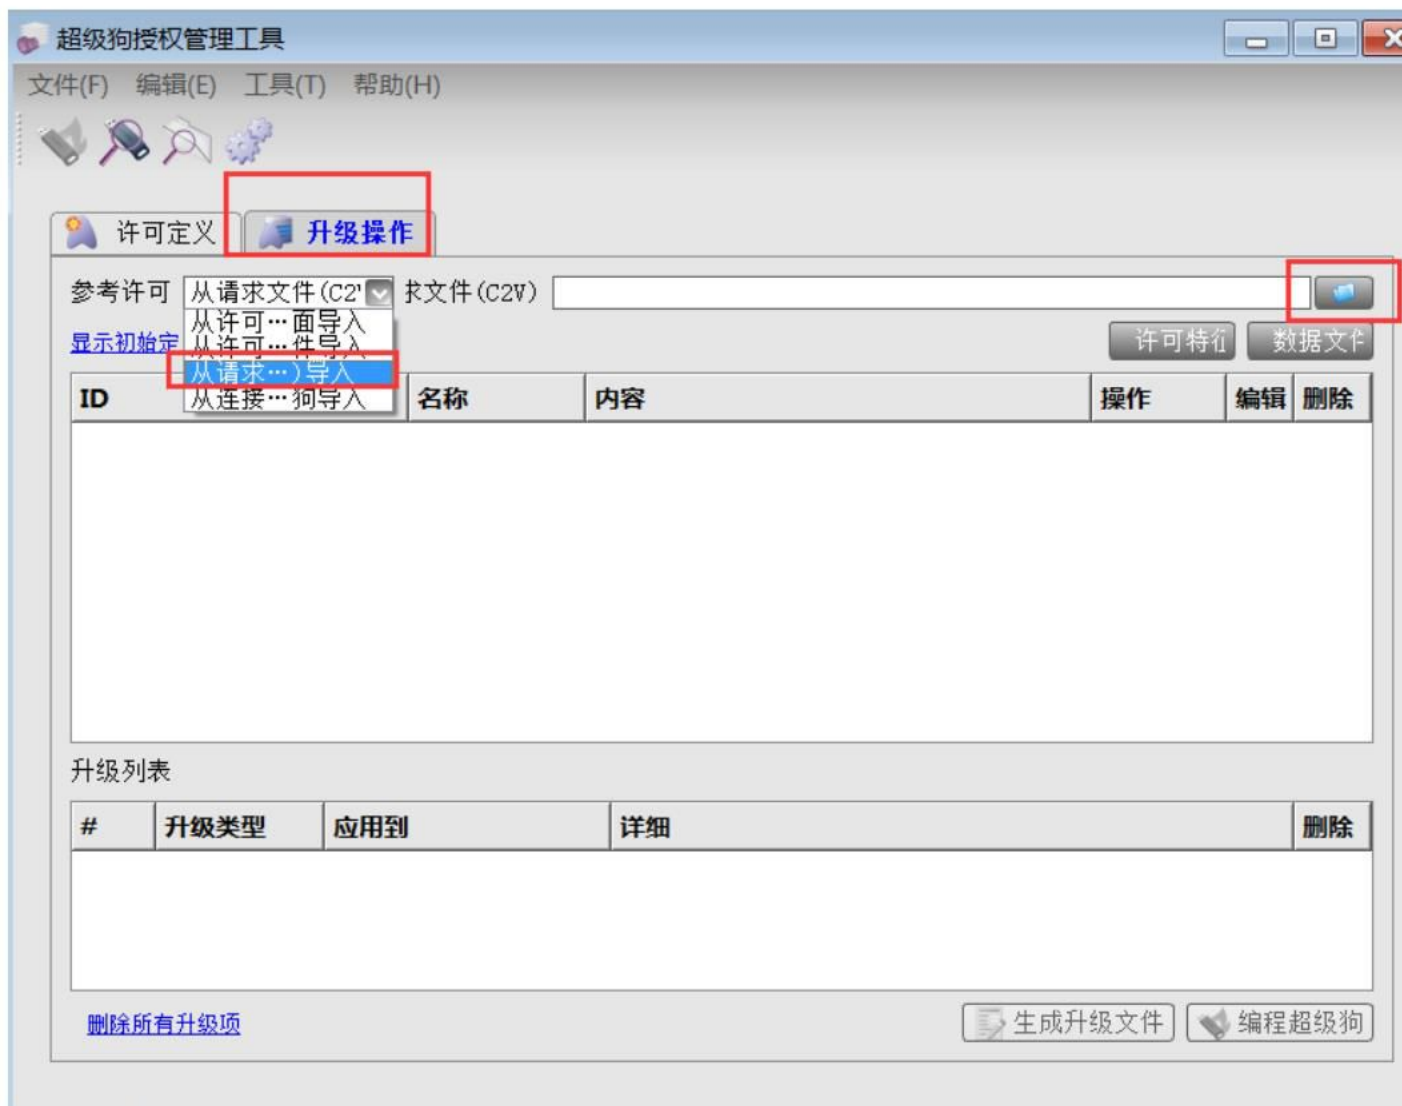 超级狗授权管理工具
文件(F) 编辑(E) 工具(T) 帮助(H)
许可定义 升级操作
参考许可 从请求文件(C2' 求文件(C2V)
从许可…面导入
显示初始定 从许可…件导入 许可特征 数据文件
从请求…)导入
ID 从连接…狗导入 名称 内容 操作 编辑 删除
升级列表
# 升级类型 应用到 详细 删除
删除所有升级项 生成升级文件 编程超级狗